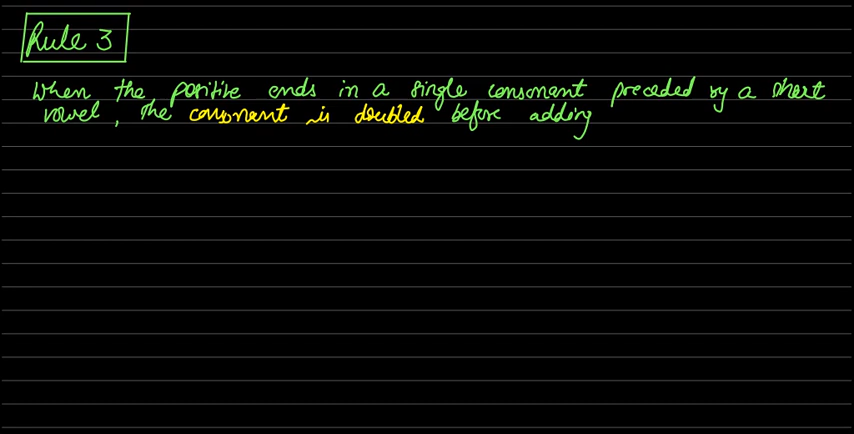 Rule 3
When the positive ends in a single consonant preceded by a short
vowel, the consonant is doubled before adding